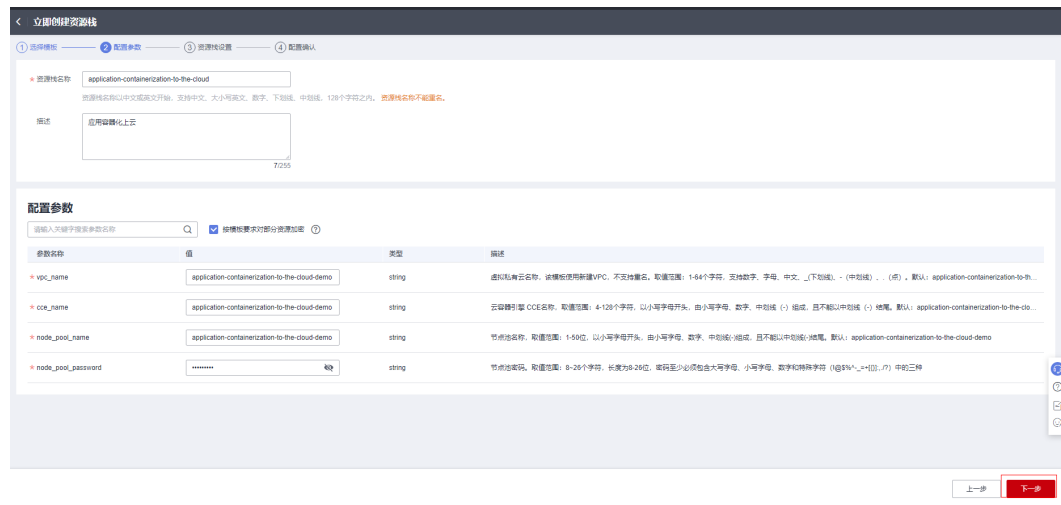 < 立即创建资源栈
1 选择模板 2 配置参数 3 资源栈设置 4 配置确认
* 资源栈名称 application-containerization-to-the-cloud
资源栈名称以中文或英文开始，支持中文、大小写英文、数字、下划线、中划线，128个字符之内。 资源栈名称不能重名。
描述 应用容器化上云
7/255
配置参数
请输入关键字搜索参数名称 按模板要求对部分资源加密 ?
参数名称 值 类型 描述
* vpc_name application-containerization-to-the-cloud-demo string 虚拟私有云名称，该模板使用新建VPC，不支持重名。取值范围：1-64个字符，支持数字、字母、中文、_(下划线)、-（中划线）、.（点）。默认：application-containerization-to-th...
* cce_name application-containerization-to-the-cloud-demo string 云容器引擎 CCE名称，取值范围：4-128个字符，以小写字母开头，由小写字母、数字、中划线（-）组成，且不能以中划线（-）结尾。默认：application-containerization-to-the-clo...
* node_pool_name application-containerization-to-the-cloud-demo string 节点池名称，取值范围：1-50位，以小写字母开头，由小写字母、数字、中划线(-)组成，且不能以中划线(-)结尾。默认：application-containerization-to-the-cloud-demo
* node_pool_password ········· string 节点池密码。取值范围：8-26个字符，长度为8-26位，密码至少必须包含大写字母、小写字母、数字和特殊字符（!@$%^-_=+[{}]:,./?）中的三种
上一步 下一步